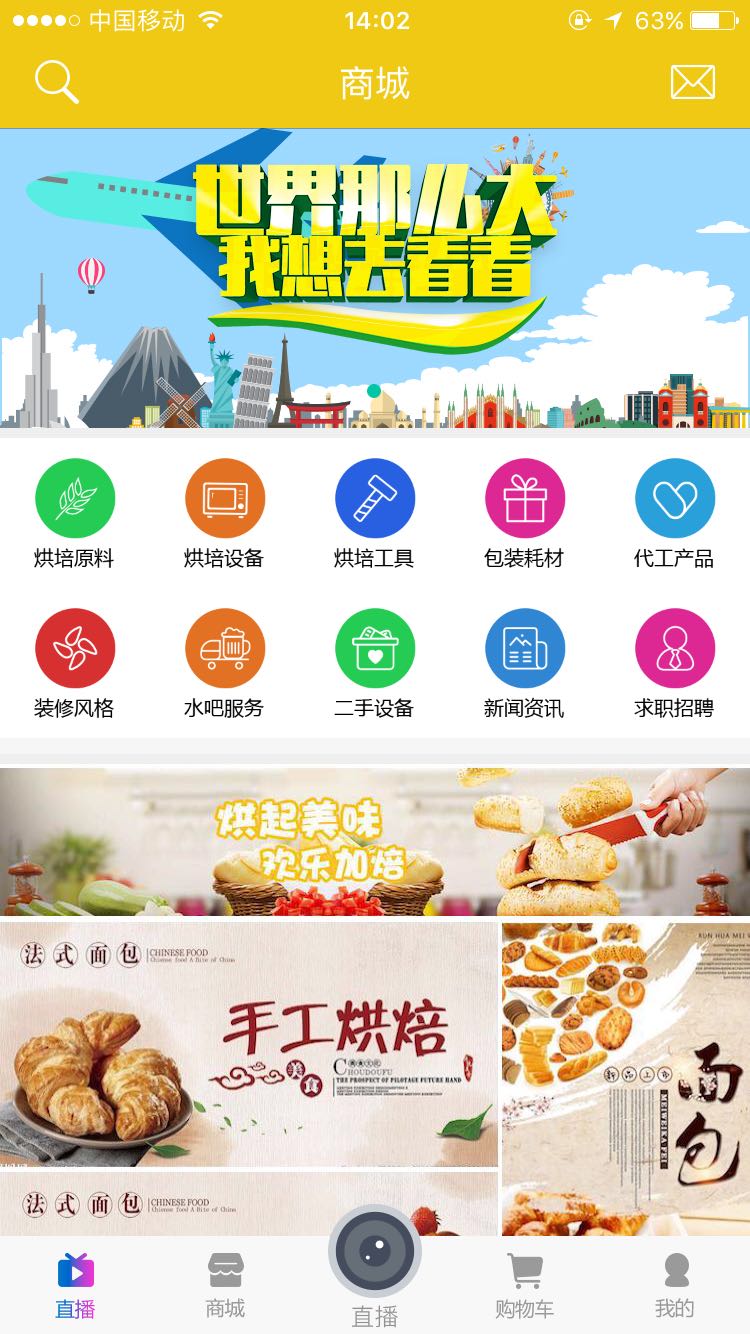 中国移动 14:02 63%
商城
世界那么大
我想去看看
烘培原料 烘培设备 烘培工具 包装耗材 代工产品
装修风格 水吧服务 二手设备 新闻资讯 求职招聘
烘起美味
欢乐加焙
法式面包 CHINESE FOOD
Chinese food A Bite of China
手工烘焙
美食
CHOUDOUFU
THE PROSPECT OF PILOTAGE FUTURE HAND
新品上市
面包
MEIWEIKA FEI
法式面包 CHINESE FOOD
Chinese food A Bite of China
直播 商城 直播 购物车 我的